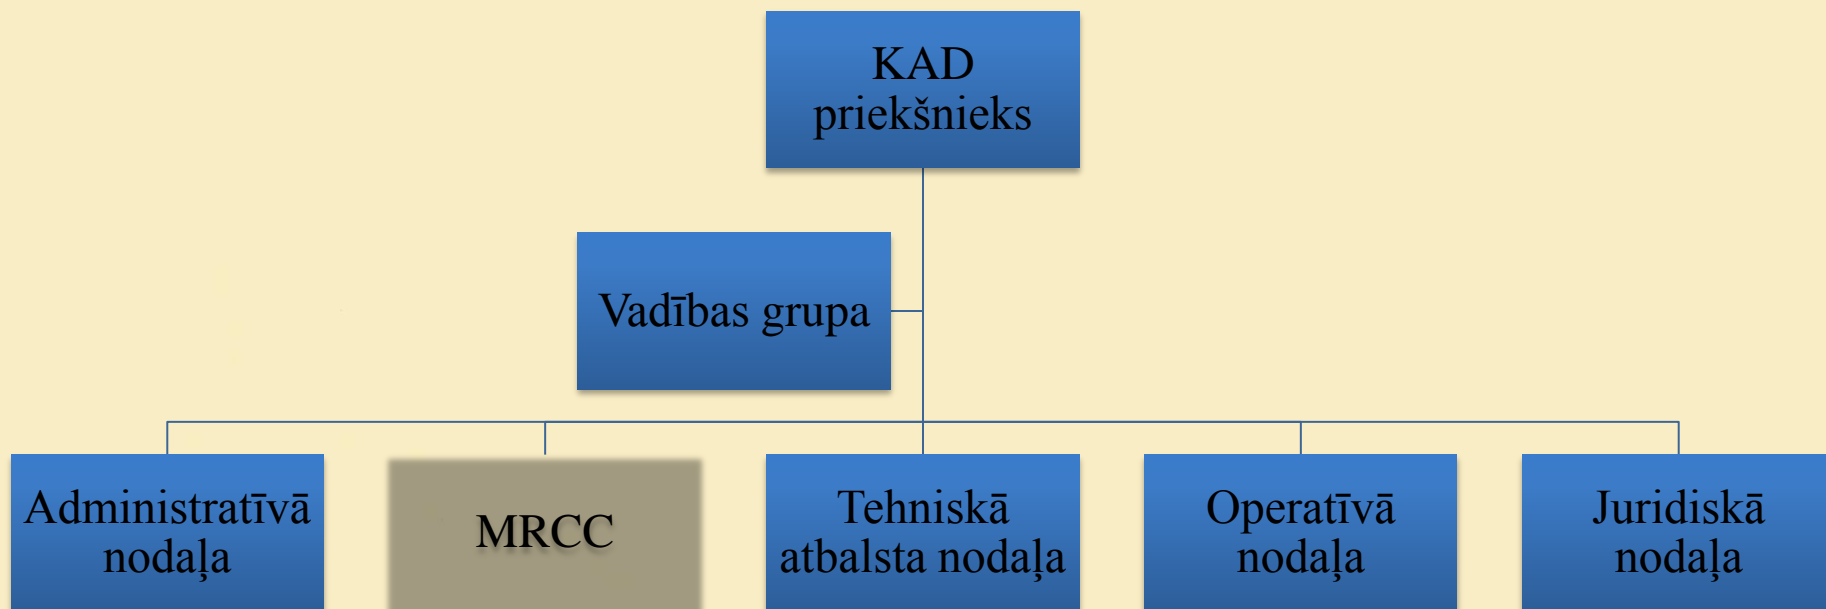 KAD
priekšnieks
Vadības grupa
Administratīvā
nodaļa
MRCC
Tehniskā
atbalsta nodaļa
Operatīvā
nodaļa
Juridiskā
nodaļa